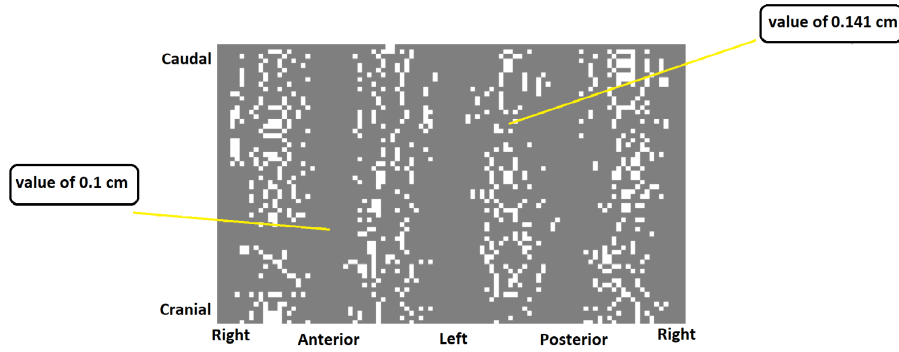 value of 0.141 cm
Caudal
value of 0.1 cm
Cranial
Right
Anterior
Left
Posterior
Right